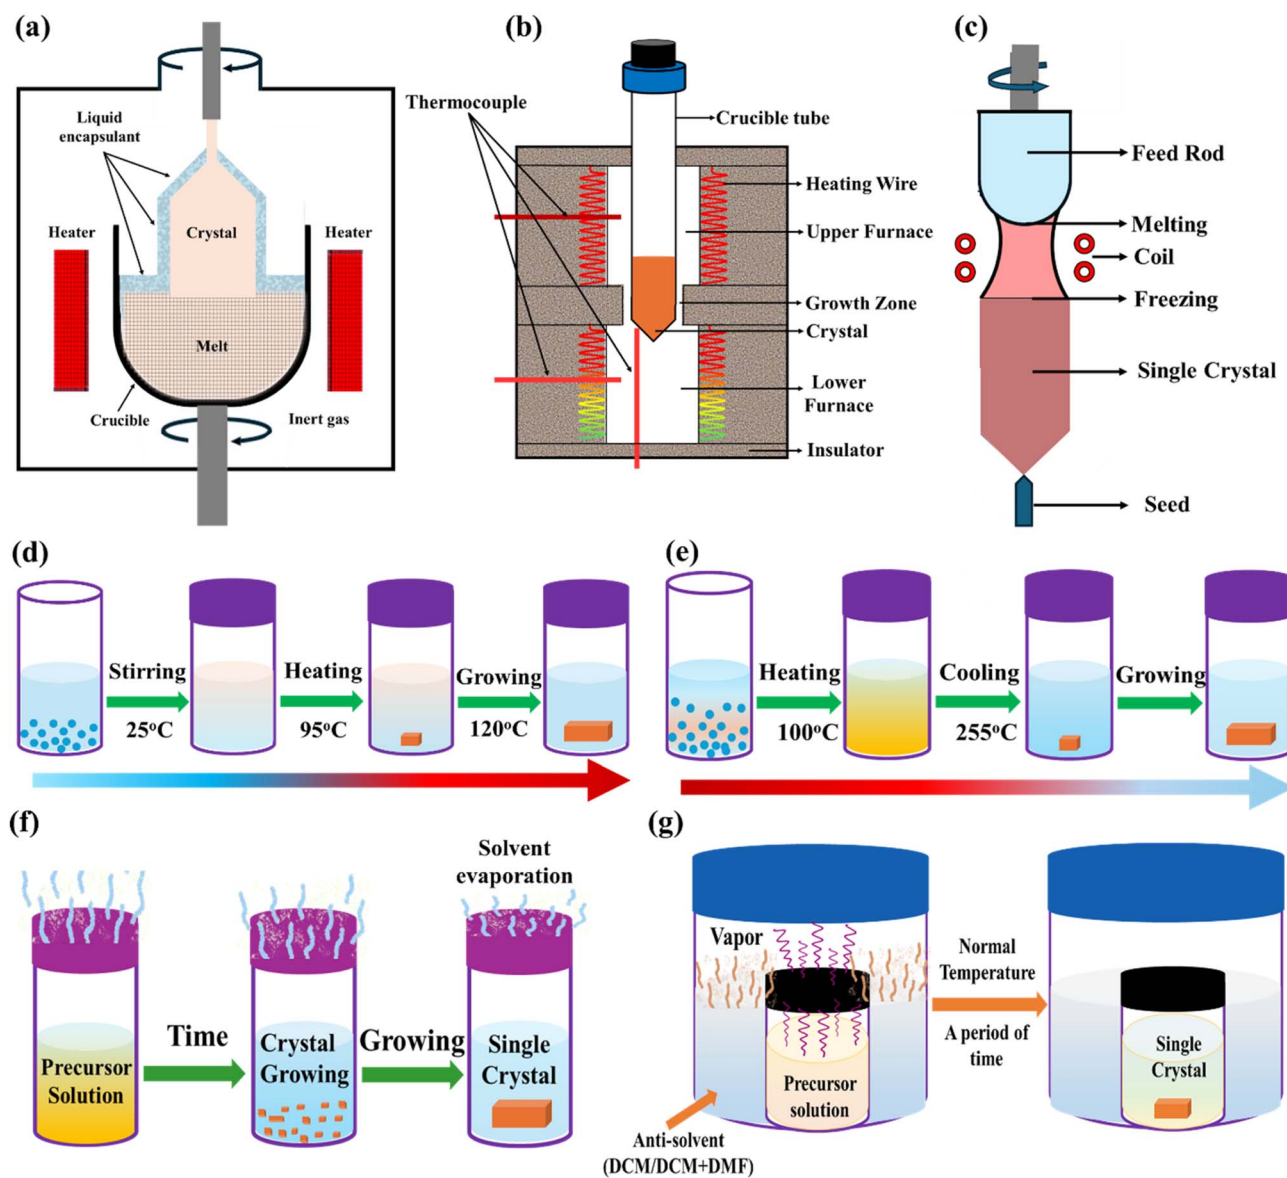 (a)
Liquid
encapsulant
Heater
Crystal
Heater
Melt
Crucible
Inert gas
(b)
Thermocouple
Crucible tube
Heating Wire
Upper Furnace
Growth Zone
Crystal
Lower
Furnace
Insulator
(c)
Feed Rod
Melting
Coil
Freezing
Single Crystal
Seed
(d)
Stirring
25°C
Heating
95°C
Growing
120°C
(e)
Heating
100°C
Cooling
255°C
Growing
(f)
Solvent
evaporation
Precursor
Solution
Time
Crystal
Growing
Growing
Single
Crystal
(g)
Vapor
Precursor
solution
Anti-solvent
(DCM/DCM+DMF)
Normal
Temperature
A period of
time
Single
Crystal